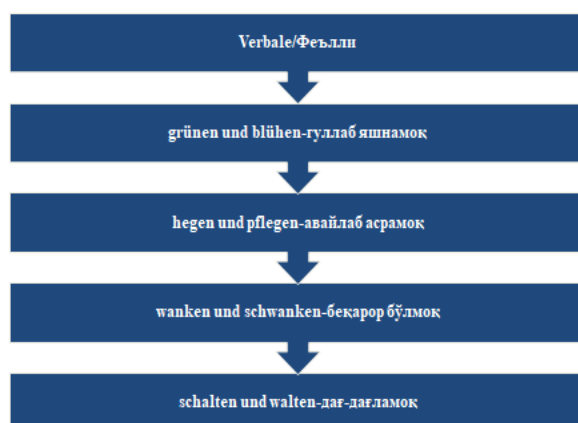 Verbale/Феълли
grünen und blühen-гуллаб яшнамоқ
hegen und pflegen-авайлаб асрамоқ
wanken und schwanken-беқарор бўлмоқ
schalten und walten-дағ-дағламоқ